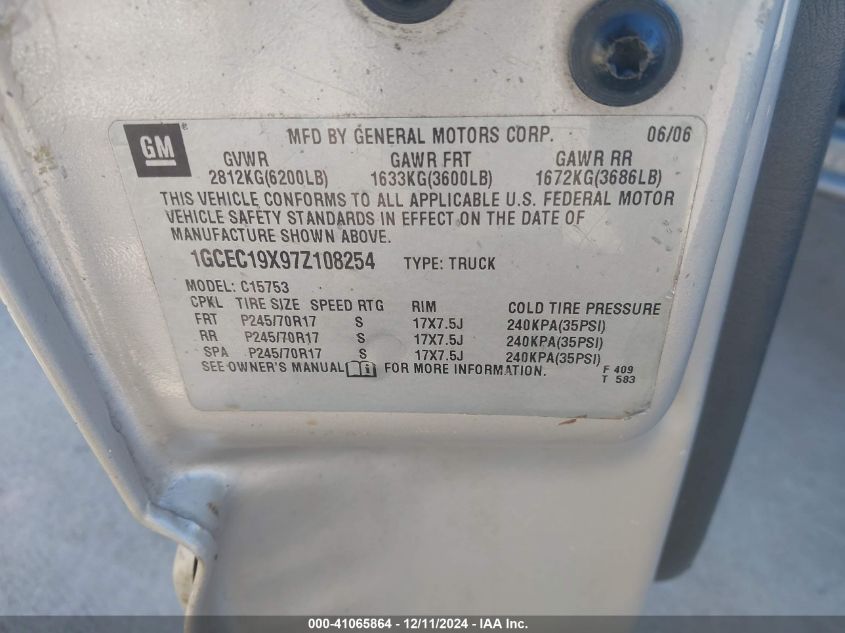 GM ® MFD BY GENERAL MOTORS CORP. 06/06
GVWR GAWR FRT GAWR RR
2812KG(6200LB) 1633KG(3600LB) 1672KG(3686LB)
THIS VEHICLE CONFORMS TO ALL APPLICABLE U.S. FEDERAL MOTOR
VEHICLE SAFETY STANDARDS IN EFFECT ON THE DATE OF
MANUFACTURE SHOWN ABOVE.
1GCEC19X97Z108254 TYPE: TRUCK
MODEL: C15753
CPKL TIRE SIZE SPEED RTG RIM COLD TIRE PRESSURE
FRT P245/70R17 S 17X7.5J 240KPA(35PSI)
RR P245/70R17 S 17X7.5J 240KPA(35PSI)
SPA P245/70R17 S 17X7.5J 240KPA(35PSI)
SEE OWNER'S MANUAL i FOR MORE INFORMATION. F 409
T 583
000-41065864 - 12/11/2024 - IAA Inc.